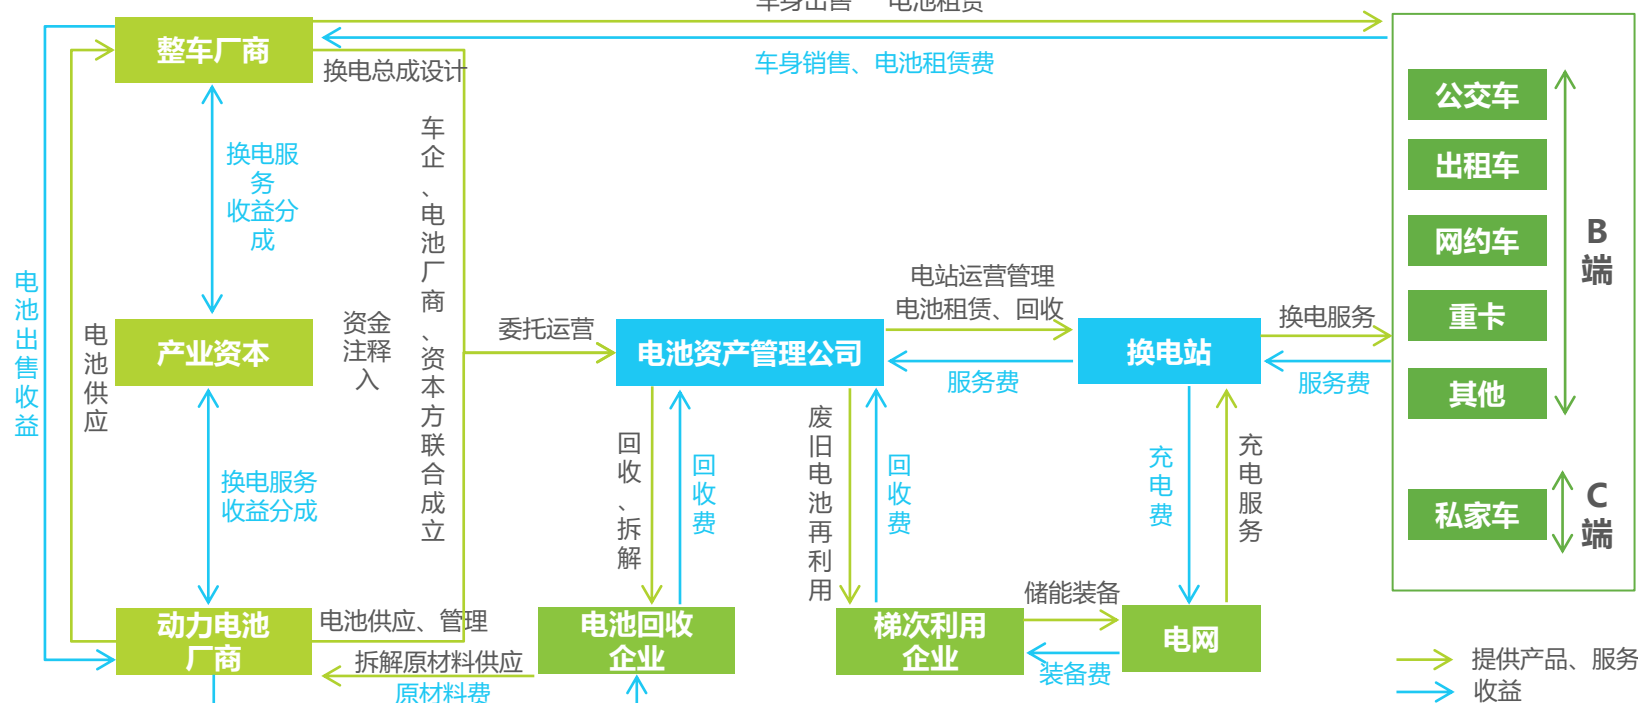 车身出售 电池租赁
整车厂商
换电总成设计
车身销售、电池租赁费
公交车
出租车
网约车
重卡
其他
B
端
私家车
C
端
换电服
务
收益分
成
车企、电池厂商、资本方联合成立
电池出售收益
电池供应
产业资本
资金
注释
入
委托运营
电池资产管理公司
电站运营管理
电池租赁、回收
服务费
换电站
换电服务
服务费
换电服务
收益分成
回收、拆解
回收费
废旧电池再利用
回收费
充电费
充电服务
动力电池
厂商
电池供应、管理
拆解原材料供应
原材料费
电池回收
企业
梯次利用
企业
储能装备
装备费
电网
提供产品、服务
收益